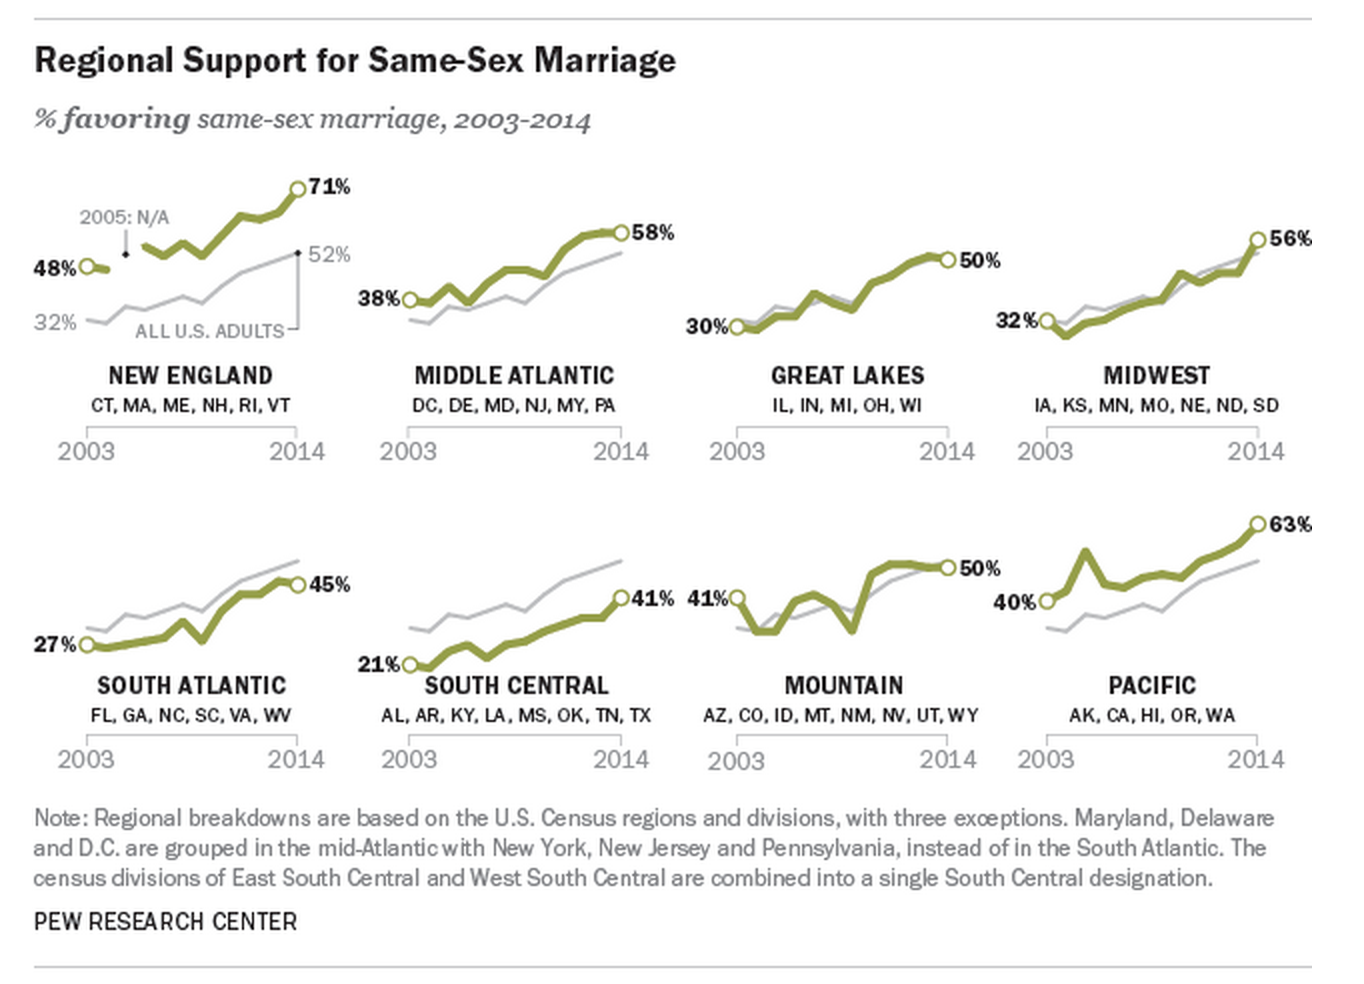 Regional Support for Same-Sex Marriage
% favoring same-sex marriage, 2003-2014
71%
2005: N/A
48%
52%
32%
ALL U.S. ADULTS
NEW ENGLAND
CT, MA, ME, NH, RI, VT
2003 2014
58%
38%
MIDDLE ATLANTIC
DC, DE, MD, NJ, MY, PA
2003 2014
50%
30%
GREAT LAKES
IL, IN, MI, OH, WI
2003 2014
56%
32%
MIDWEST
IA, KS, MN, MO, NE, ND, SD
2003 2014
45%
27%
SOUTH ATLANTIC
FL, GA, NC, SC, VA, WV
2003 2014
41%
21%
SOUTH CENTRAL
AL, AR, KY, LA, MS, OK, TN, TX
2003 2014
50%
41%
MOUNTAIN
AZ, CO, ID, MT, NM, NV, UT, WY
2003 2014
63%
40%
PACIFIC
AK, CA, HI, OR, WA
2003 2014
Note: Regional breakdowns are based on the U.S. Census regions and divisions, with three exceptions. Maryland, Delaware
and D.C. are grouped in the mid-Atlantic with New York, New Jersey and Pennsylvania, instead of in the South Atlantic. The
census divisions of East South Central and West South Central are combined into a single South Central designation.
PEW RESEARCH CENTER